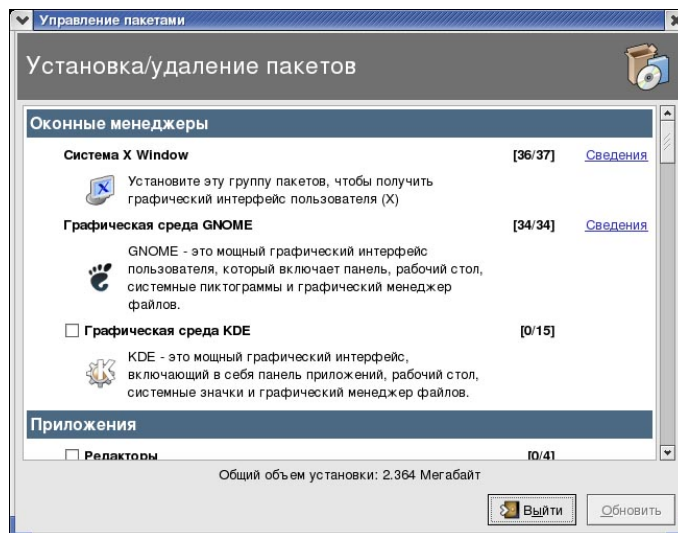 Управление пакетами
Установка/удаление пакетов
Оконные менеджеры
Система X Window [36/37] Сведения
Установите эту группу пакетов, чтобы получить
графический интерфейс пользователя (X)
Графическая среда GNOME [34/34] Сведения
GNOME - это мощный графический интерфейс
пользователя, который включает панель, рабочий стол,
системные пиктограммы и графический менеджер
файлов.
Графическая среда KDE [0/15]
KDE - это мощный графический интерфейс,
включающий в себя панель приложений, рабочий стол,
системные значки и графический менеджер файлов.
Приложения
Редакторы [0/4]
Общий объем установки: 2.364 Мегабайт
Выйти Обновить